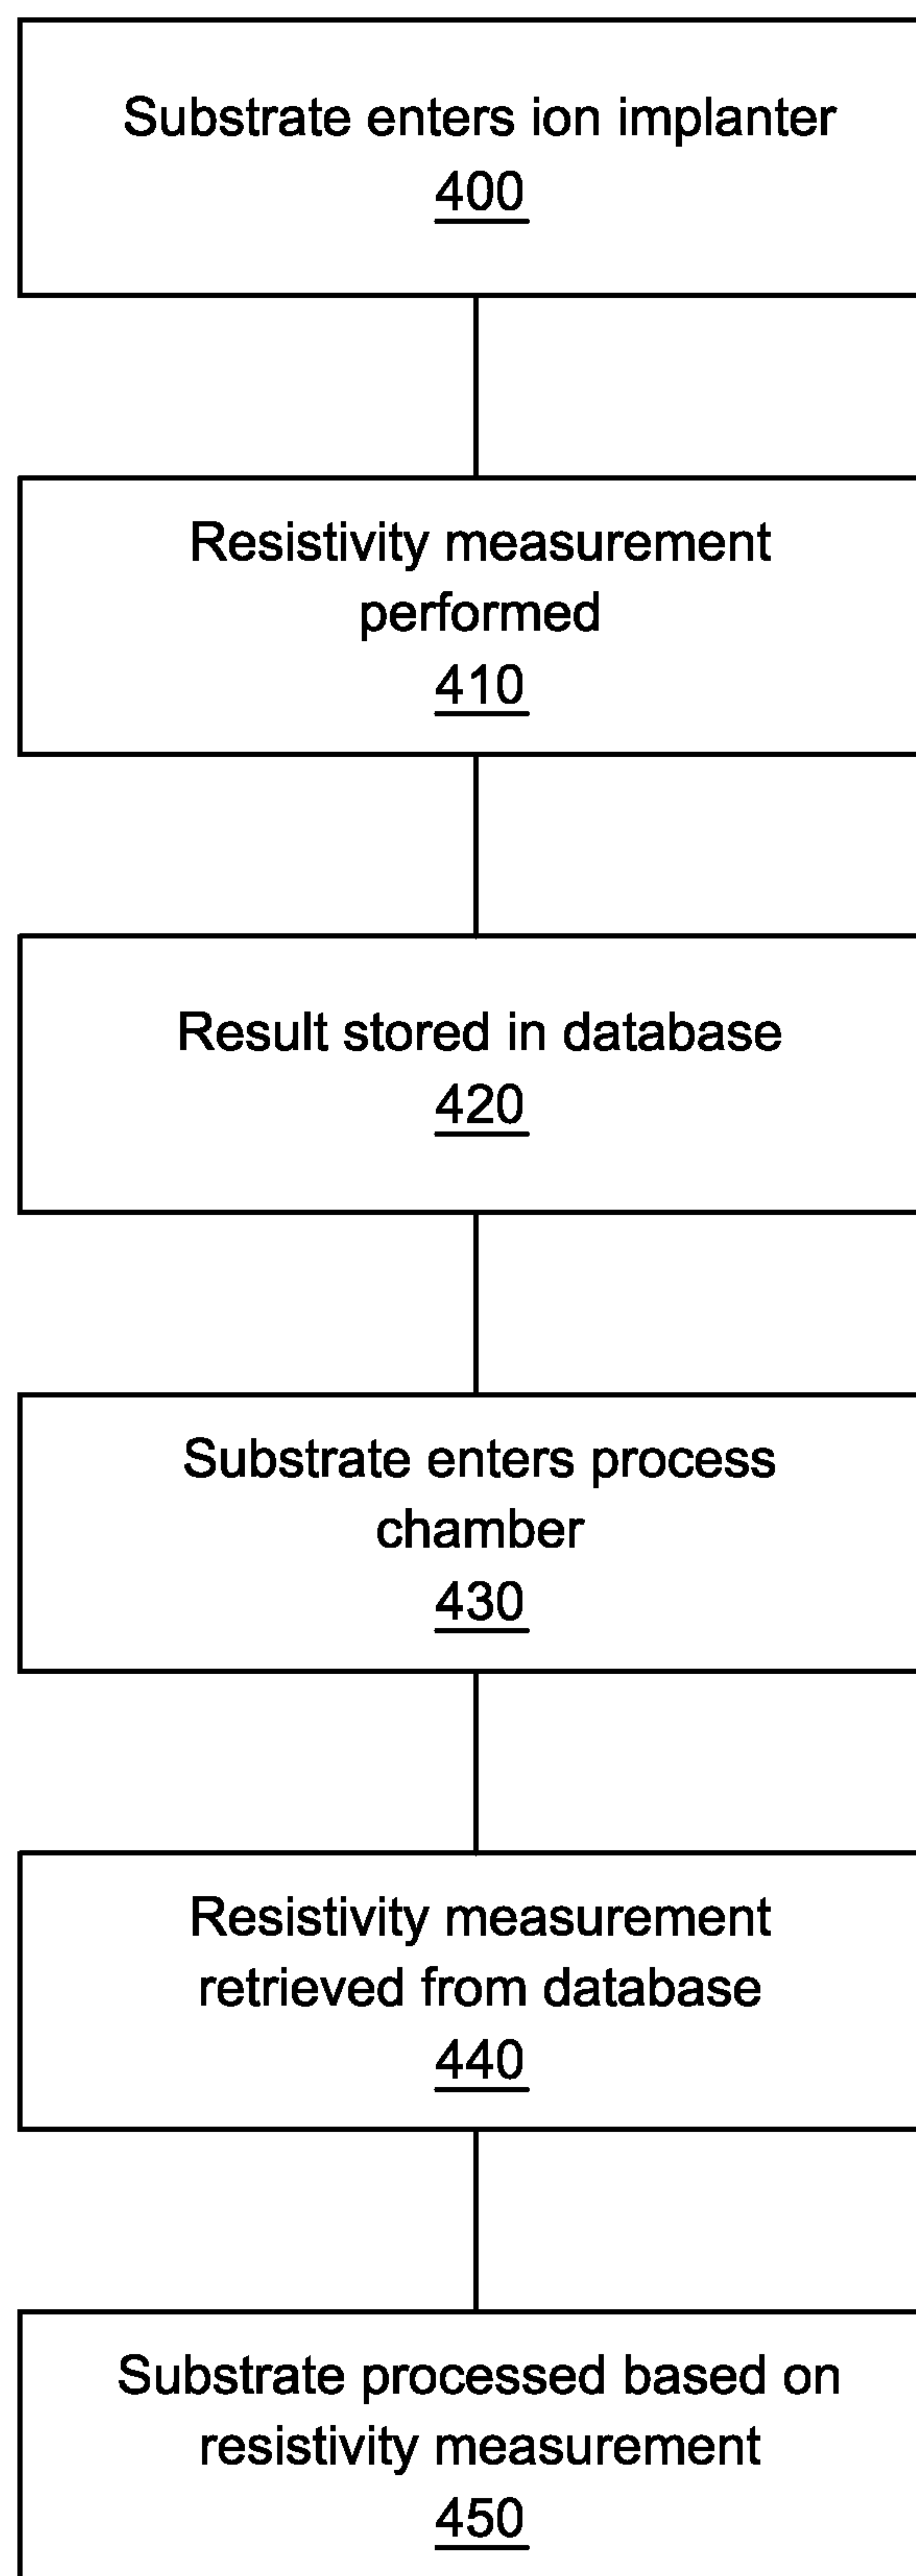 Substrate enters ion implanter
400
Resistivity measurement
performed
410
Result stored in database
420
Substrate enters process
chamber
430
Resistivity measurement
retrieved from database
440
Substrate processed based on
resistivity measurement
450